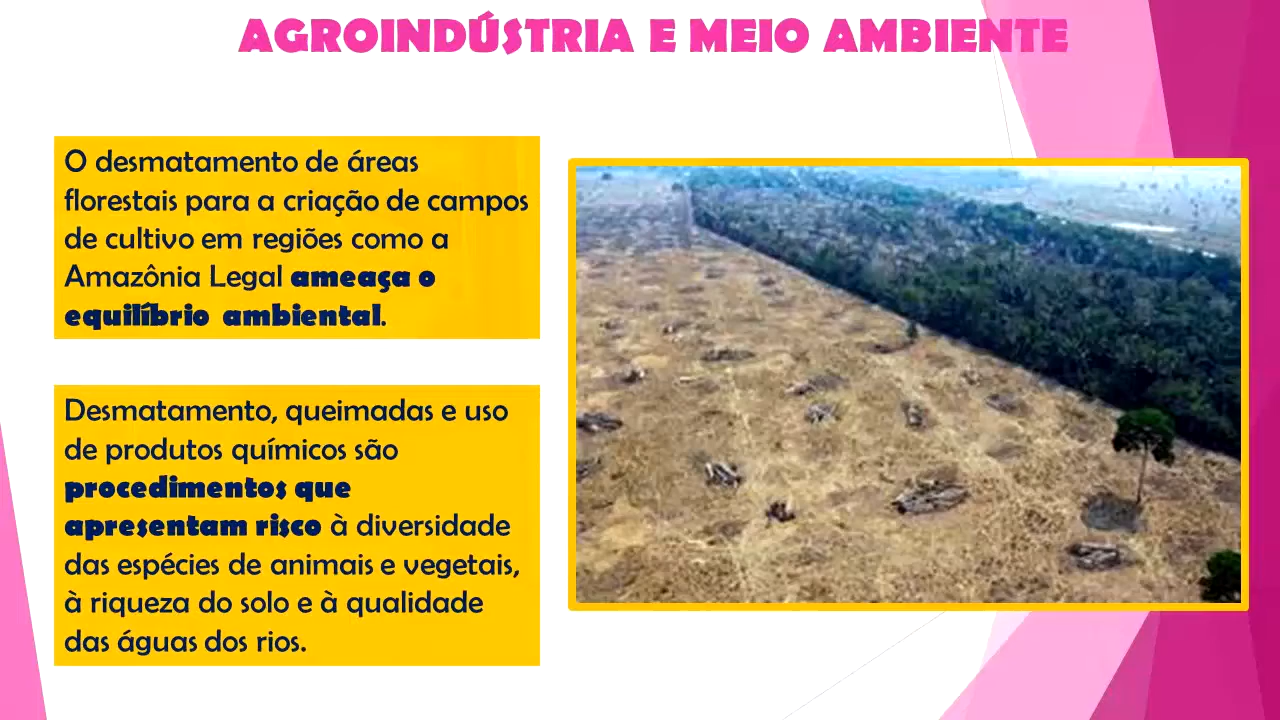 AGROINDÚSTRIA E MEIO AMBIENTE
O desmatamento de áreas
florestais para a criação de campos
de cultivo em regiões como a
Amazônia Legal ameaça o
equilíbrio ambiental.
Desmatamento, queimadas e uso
de produtos químicos são
procedimentos que
apresentam risco à diversidade
das espécies de animais e vegetais,
à riqueza do solo e à qualidade
das águas dos rios.